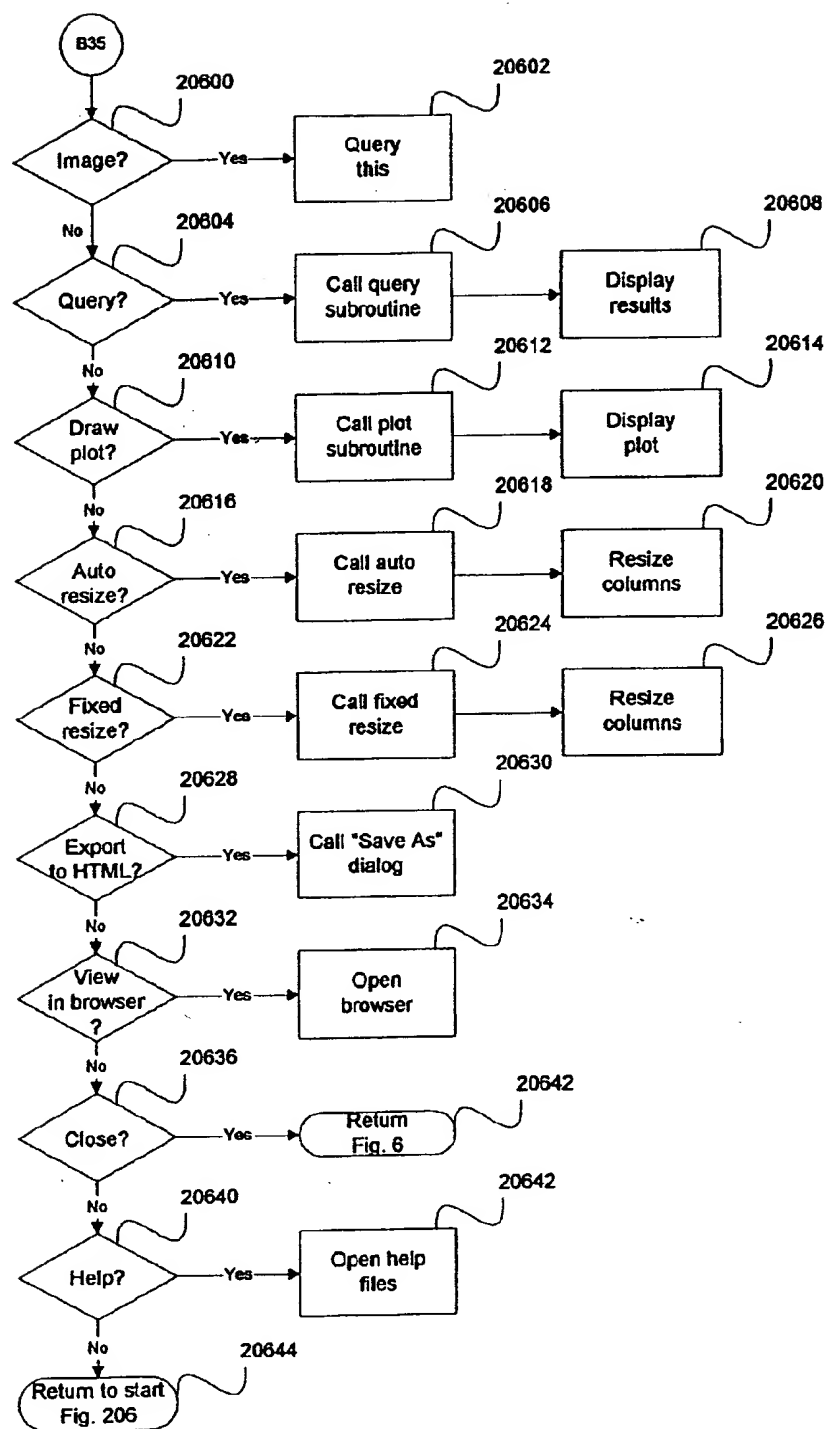 B35
20600
20602
Image?
Yes
Query
this
No
20604
20606
20608
Query?
Yes
Call query
subroutine
Display
results
No
20610
20612
20614
Draw
plot?
Yes
Call plot
subroutine
Display
plot
No
20616
20618
20620
Auto
resize?
Yes
Call auto
resize
Resize
columns
No
20622
20624
20626
Fixed
resize?
Yes
Call fixed
resize
Resize
columns
No
20628
20630
Export
to HTML?
Yes
Call "Save As"
dialog
No
20632
20634
View
in browser
?
Yes
Open
browser
No
20636
20642
Close?
Yes
Return
Fig. 6
No
20640
20642
Help?
Yes
Open help
files
No
20644
Return to start
Fig. 206